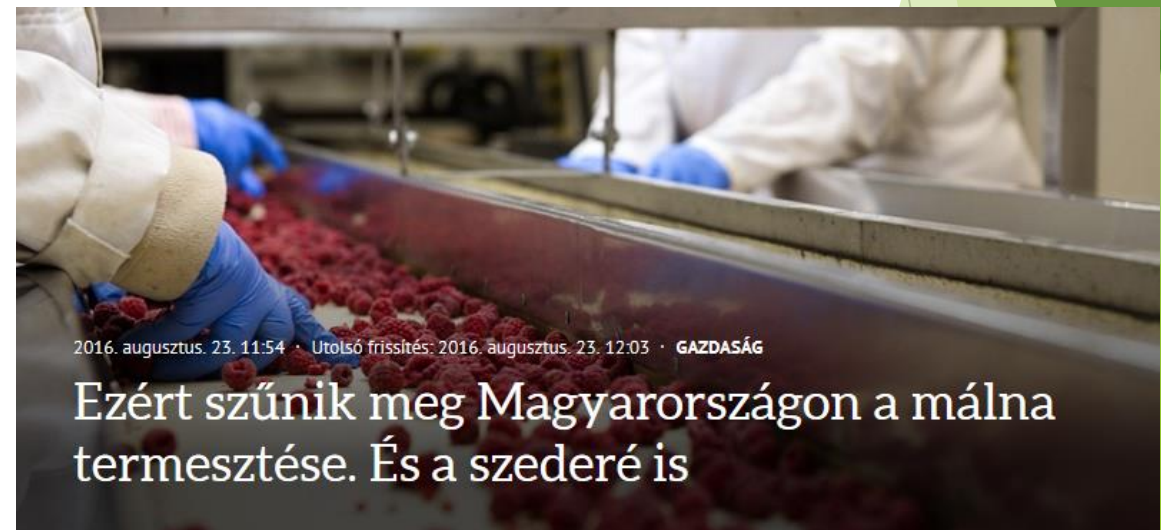 2016. augusztus. 23. 11:54 · Utolsó frissítés: 2016. augusztus. 23. 12:03 · GAZDASÁG
Ezért szűnik meg Magyarországon a málna
termesztése. És a szederé is